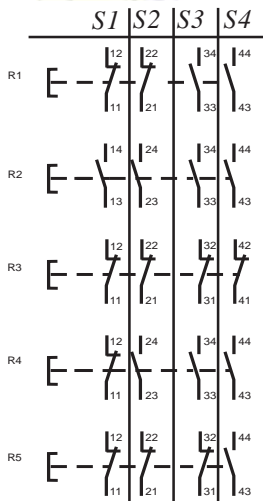 S1 S2 S3 S4
12 22 34 44
R1
11 21 33 43
14 24 34 44
R2
13 23 33 43
12 22 32 42
R3
11 21 31 41
12 24 34 44
R4
11 23 33 43
12 22 32 44
R5
11 21 31 43